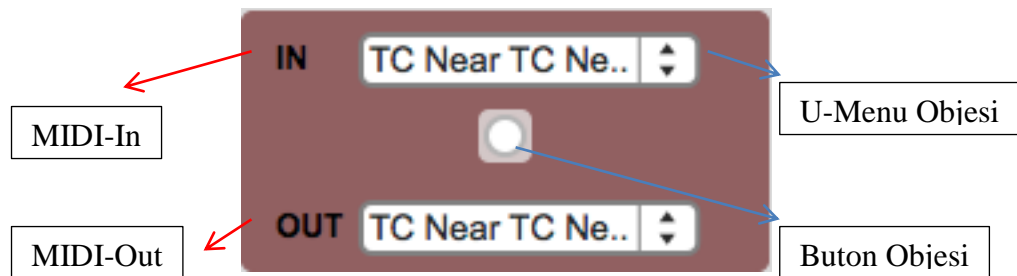 IN TC Near TC Ne..
MIDI-In
U-Menu Objesi
OUT TC Near TC Ne..
MIDI-Out
Buton Objesi